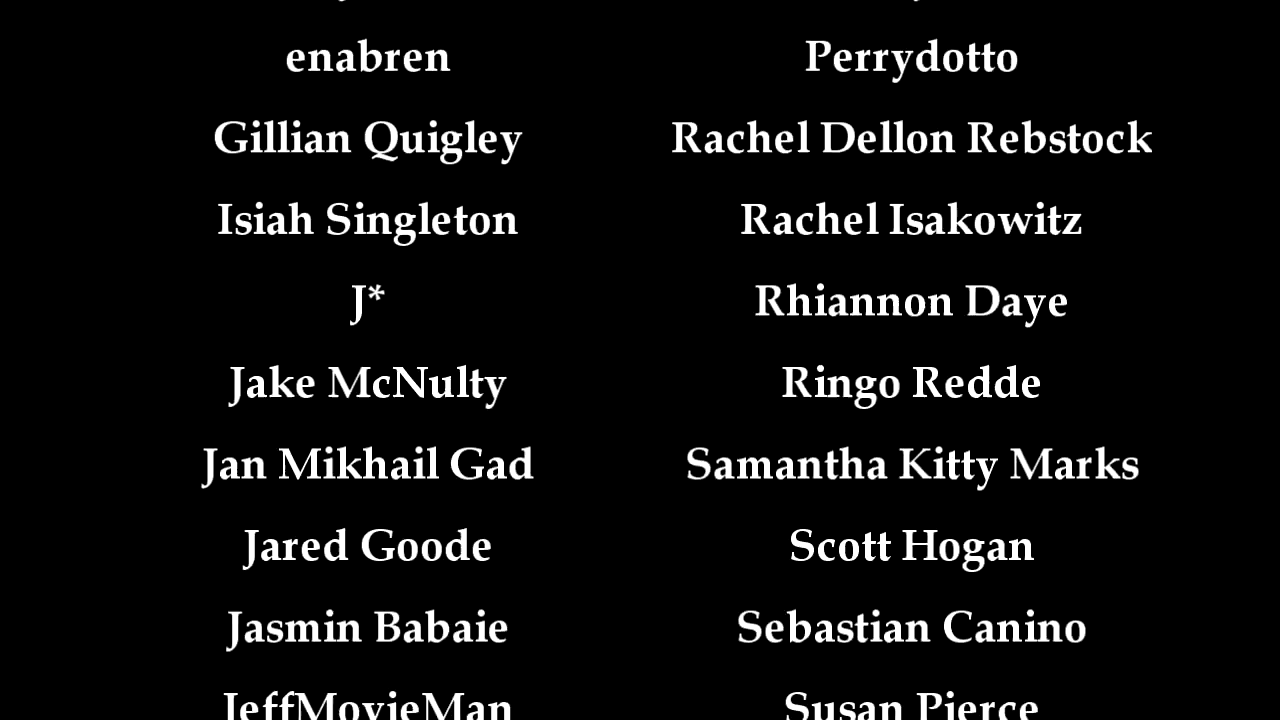 enabren
Gillian Quigley
Isiah Singleton
J*
Jake McNulty
Jan Mikhail Gad
Jared Goode
Jasmin Babaie
JeffMovieMan
Perrydotto
Rachel Dellon Rebstock
Rachel Isakowitz
Rhiannon Daye
Ringo Redde
Samantha Kitty Marks
Scott Hogan
Sebastian Canino
Susan Pierce